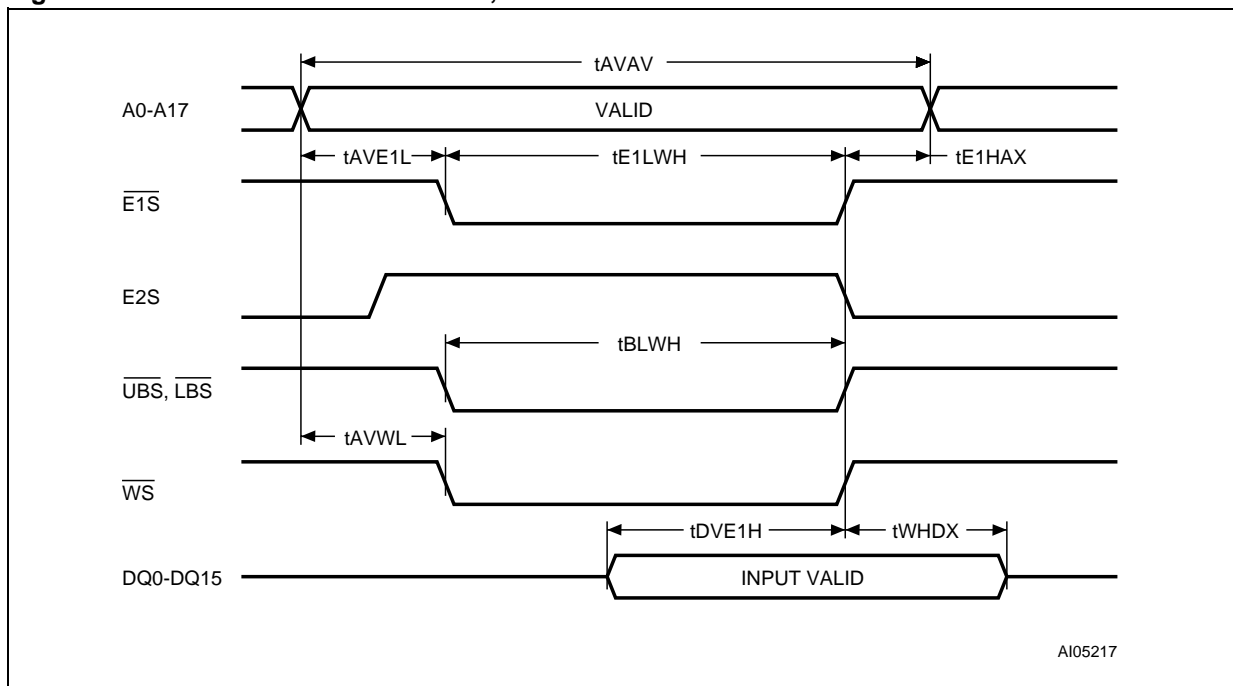 tAVAV
A0-A17
VALID
tAVE1L
tE1LWH
tE1HAX
E1S
E2S
tBLWH
UBS, LBS
tAVWL
WS
tDVE1H
tWHDX
DQ0-DQ15
INPUT VALID
AI05217